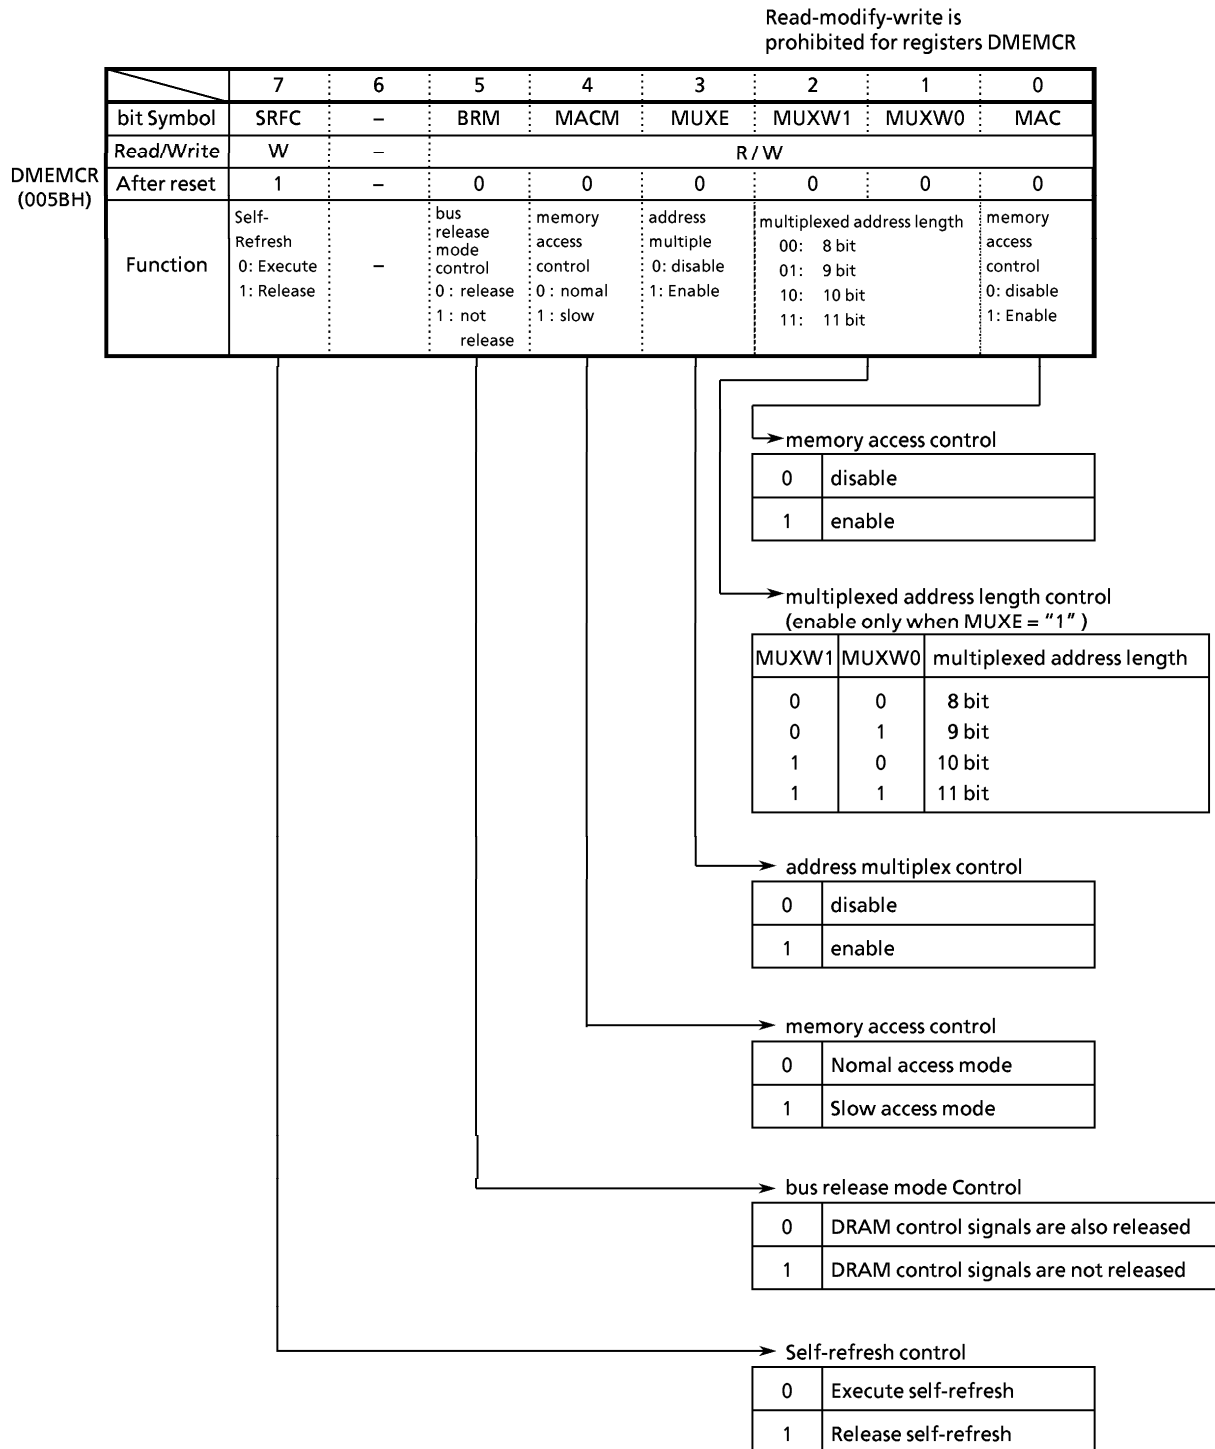 Read-modify-write is
prohibited for registers DMEMCR
7 6 5 4 3 2 1 0
bit Symbol SRFC – BRM MACM MUXE MUXW1 MUXW0 MAC
Read/Write W – R / W
DMEMCR
(005BH)
After reset 1 – 0 0 0 0 0 0
Function
Self-
Refresh
0: Execute
1: Release
–
bus
release
mode
control
0 : release
1 : not
release
memory
access
control
0 : nomal
1 : slow
address
multiple
0: disable
1: Enable
multiplexed address length
00: 8 bit
01: 9 bit
10: 10 bit
11: 11 bit
memory
access
control
0: disable
1: Enable
memory access control
0 disable
1 enable
multiplexed address length control
(enable only when MUXE = "1" )
MUXW1 MUXW0 multiplexed address length
0 0 8 bit
0 1 9 bit
1 0 10 bit
1 1 11 bit
address multiplex control
0 disable
1 enable
memory access control
0 Nomal access mode
1 Slow access mode
bus release mode Control
0 DRAM control signals are also released
1 DRAM control signals are not released
Self-refresh control
0 Execute self-refresh
1 Release self-refresh